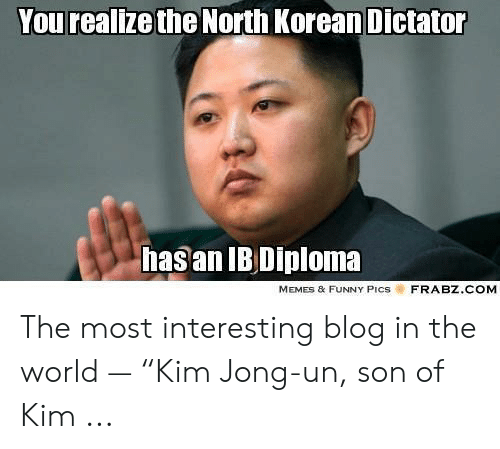 You realize the North Korean Dictator
has an IB Diploma
MEMES & FUNNY PICS FRABZ.COM
The most interesting blog in the
world — “Kim Jong-un, son of
Kim ...